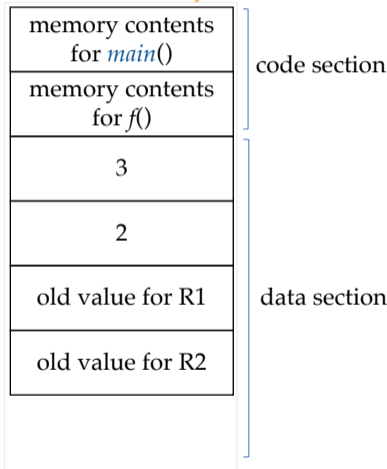 memory contents
for main()
code section
memory contents
for f()
3
2
old value for R1
data section
old value for R2